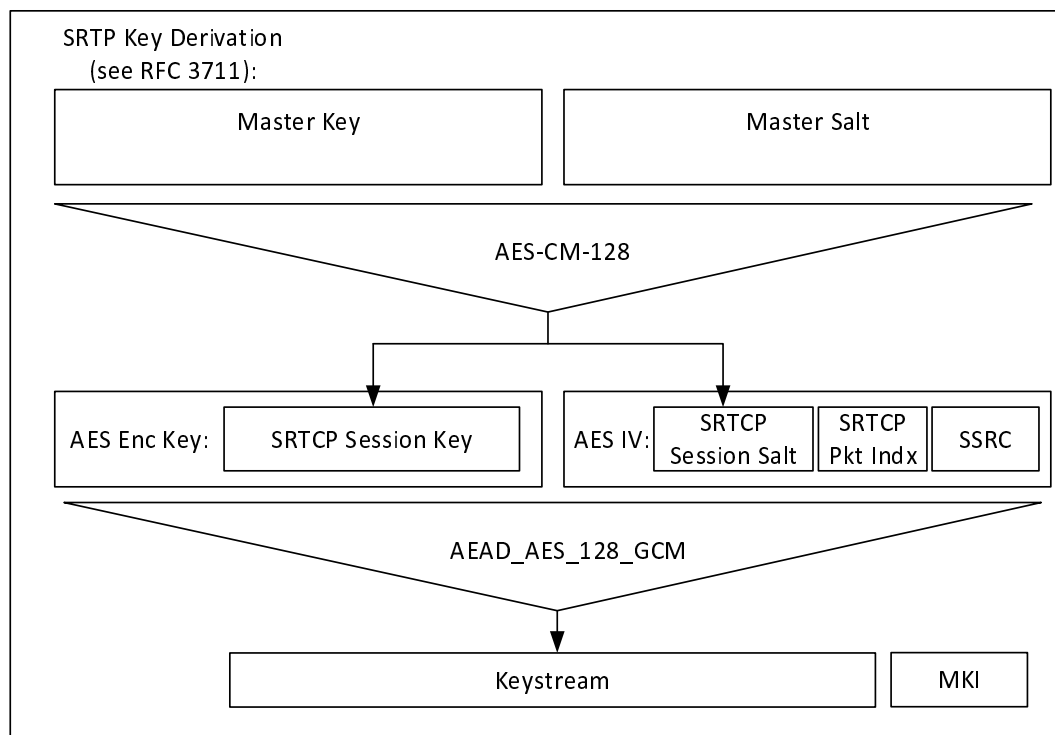 SRTP Key Derivation
(see RFC 3711):
Master Key
Master Salt
AES-CM-128
AES Enc Key:
SRTCP Session Key
AES IV:
SRTCP
Session Salt
SRTCP
Pkt Indx
SSRC
AEAD_AES_128_GCM
Keystream
MKI